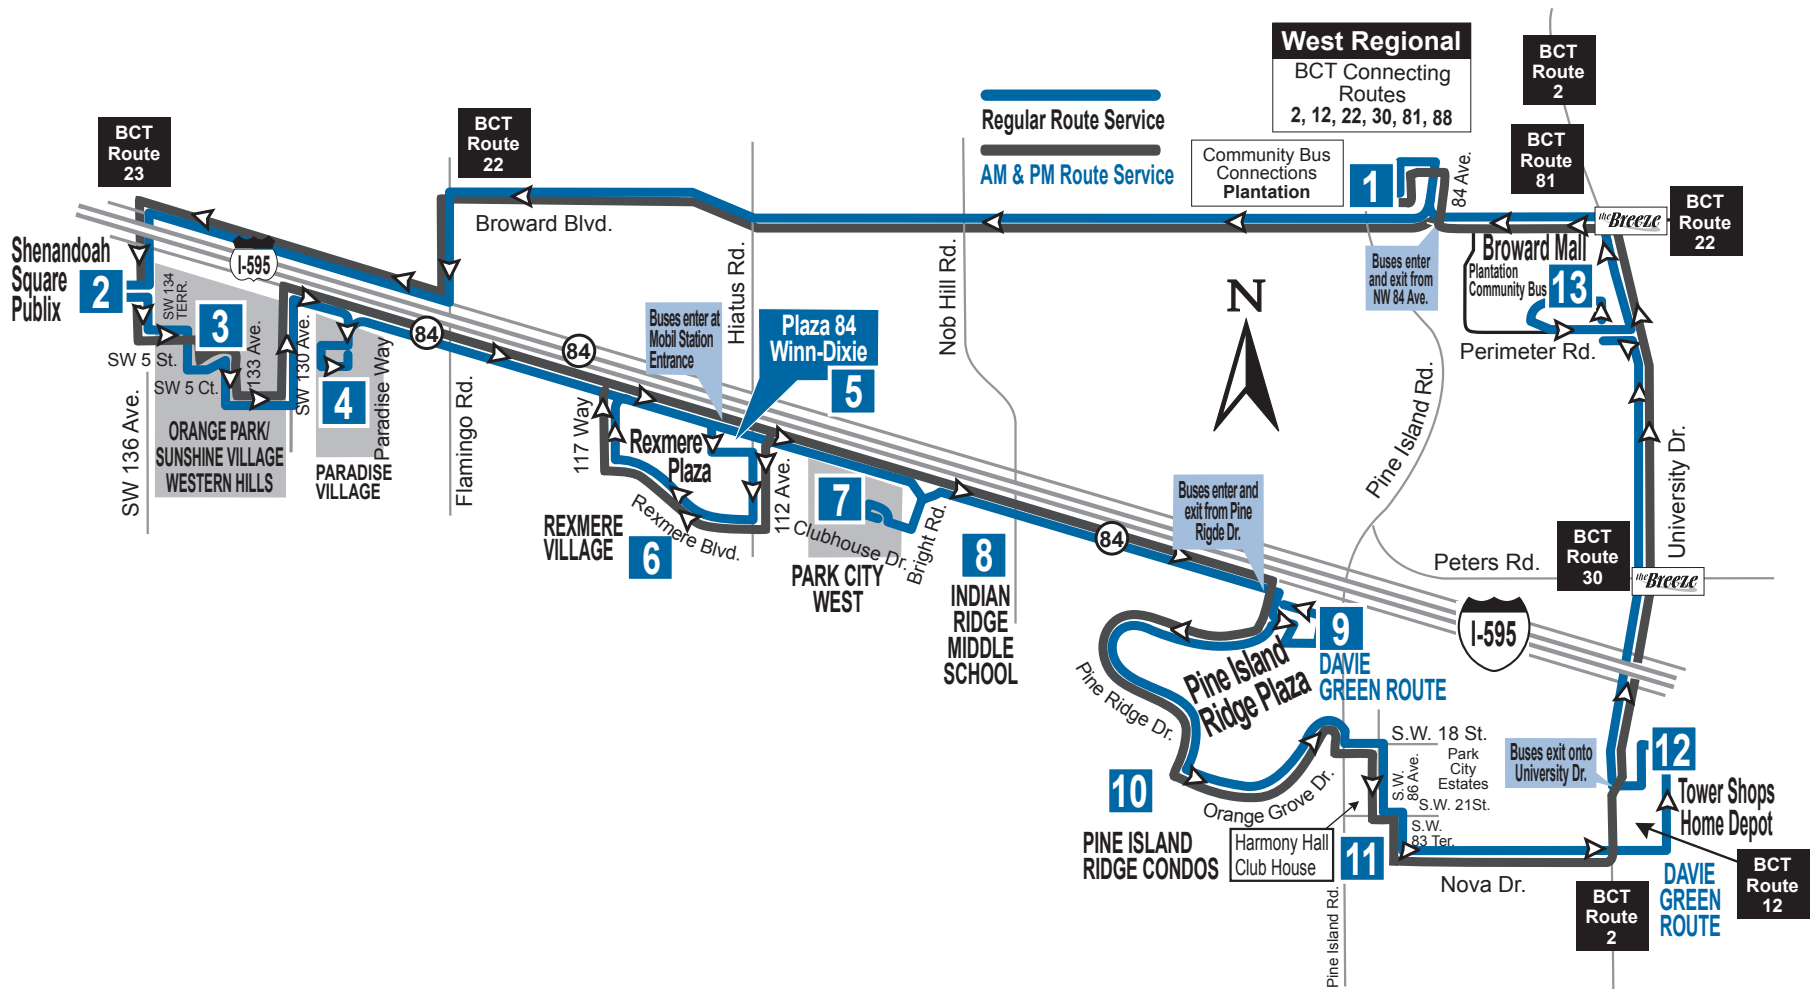 West Regional
BCT Connecting
Routes
2, 12, 22, 30, 81, 88
BCT
Route
2
Regular Route Service
AM & PM Route Service
BCT
Route
23
BCT
Route
22
Community Bus
Connections
Plantation
1
84 Ave.
BCT
Route
81
BCT
Route
22
the Breeze
Broward Blvd.
Buses enter
and exit from
NW 84 Ave.
Broward Mall
Plantation
Community Bus
13
Perimeter Rd.
Shenandoah
Square
Publix
2
I-595
SW 134
TERR.
3
SW 5 St.
SW 5 Ct.
133 Ave.
SW 130 Ave.
SW 136 Ave.
ORANGE PARK/
SUNSHINE VILLAGE
WESTERN HILLS
4
Paradise Way
PARADISE
VILLAGE
84
Flamingo Rd.
84
Buses enter at
Mobil Station
Entrance
Hiatus Rd.
Plaza 84
Winn-Dixie
5
Nob Hill Rd.
N
Pine Island Rd.
117 Way
Rexmere
Plaza
112 Ave.
Rexmere Blvd.
REXMERE
VILLAGE
6
7
Clubhouse Dr.
Bright Rd.
PARK CITY
WEST
8
INDIAN
RIDGE
MIDDLE
SCHOOL
84
Buses enter and
exit from Pine
Rigde Dr.
Peters Rd.
BCT
Route
30
the Breeze
University Dr.
I-595
9
DAVIE
GREEN ROUTE
Pine Island
Ridge Plaza
Pine Ridge Dr.
10
PINE ISLAND
RIDGE CONDOS
Orange Grove Dr.
S.W. 18 St.
S.W.
86 Ave.
Park
City
Estates
S.W. 21St.
S.W.
83 Ter.
Harmony Hall
Club House
11
Pine Island Rd.
Nova Dr.
Buses exit onto
University Dr.
12
Tower Shops
Home Depot
DAVIE
GREEN
ROUTE
BCT
Route
12
BCT
Route
2